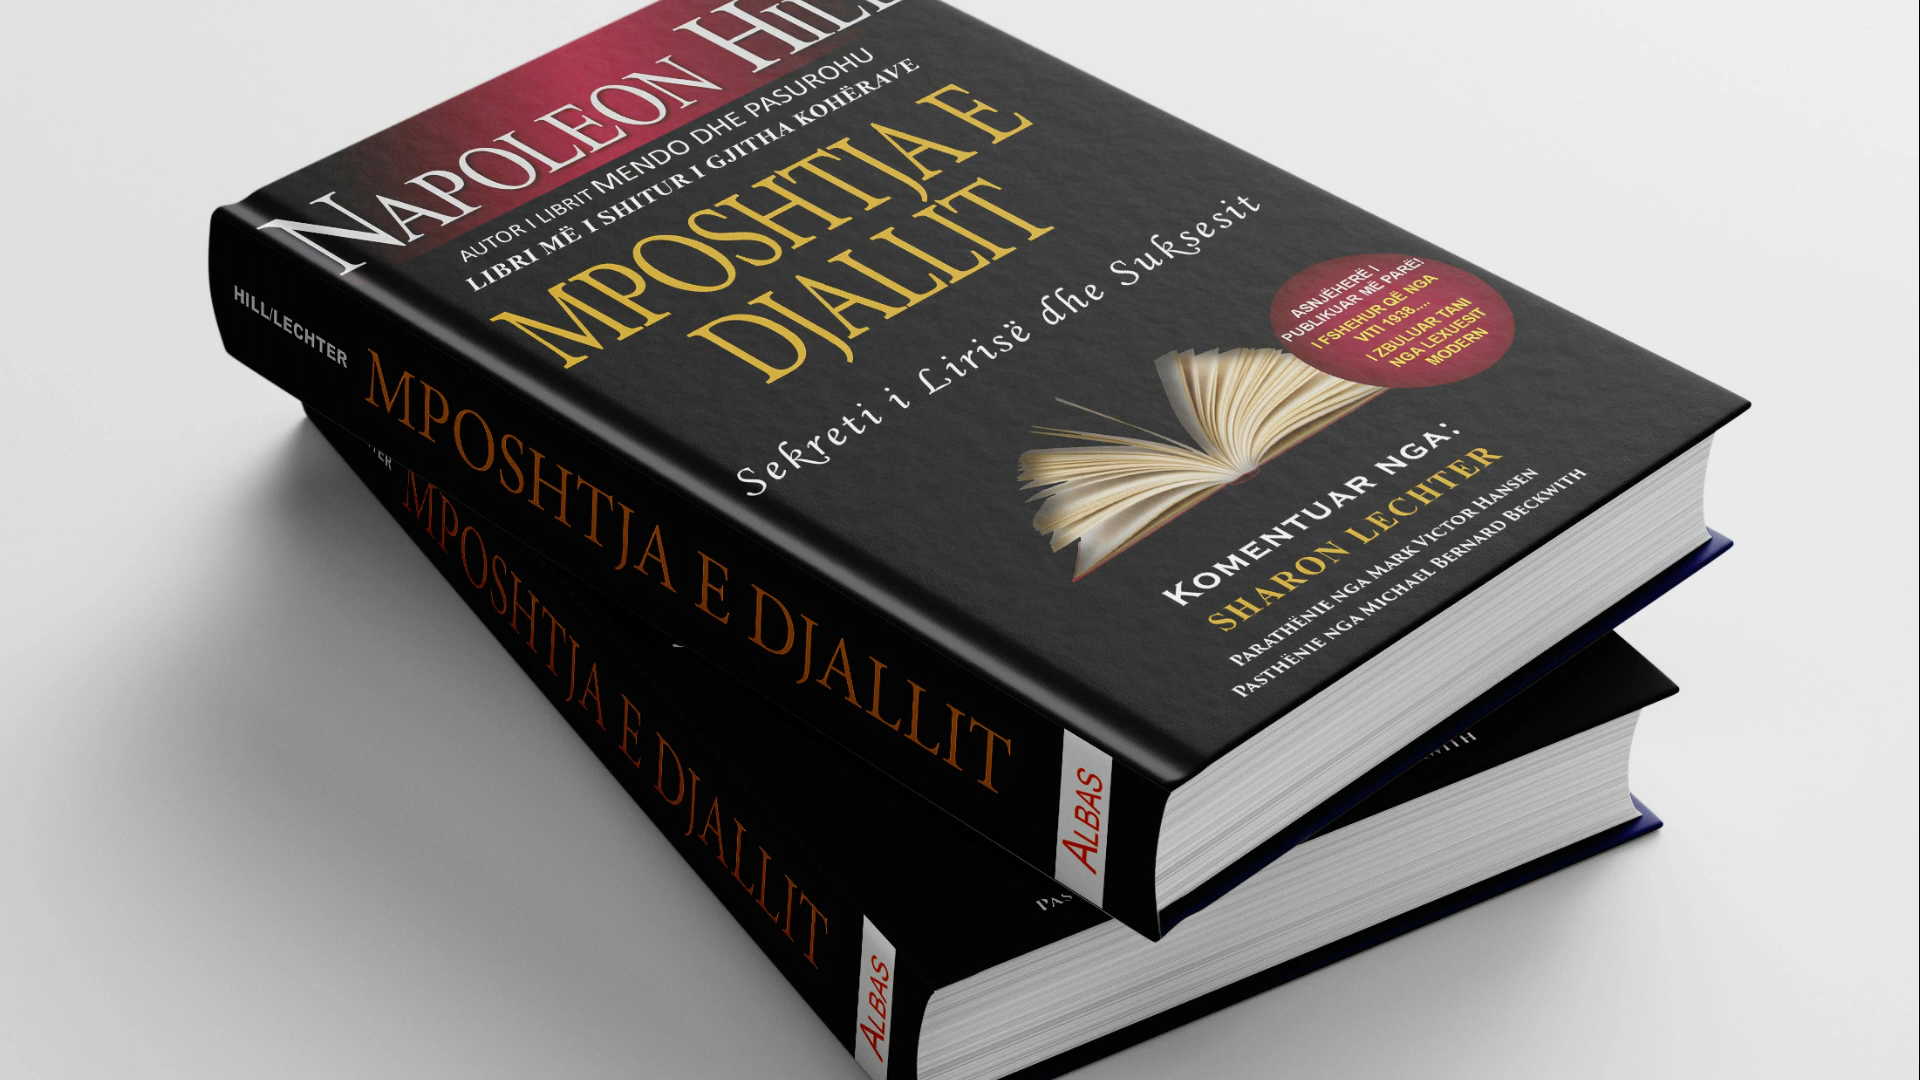 NAPOLEON HILL
AUTOR I LIBRIT MENDO DHE PASUROHU
LIBRI MË I SHITUR I GJITHA KOHËRAVE
MPOSHTJA E
DJALLIT
Sekreti i Lirisë dhe Suksesit
ASNJËHERË I
PUBLIKUAR MË PARË!
I FSHEHUR QË NGA
VITI 1938....
I ZBULUAR TANI
NGA LEXUESIT
MODERN
KOMENTUAR NGA:
SHARON LECHTER
PARATHËNIE NGA MARK VICTOR HANSEN
PASTHËNIE NGA MICHAEL BERNARD BECKWITH
HILL/LECHTER
MPOSHTJA E DJALLIT
ALBAS
MPOSHTJA E DJALLIT
ALBAS